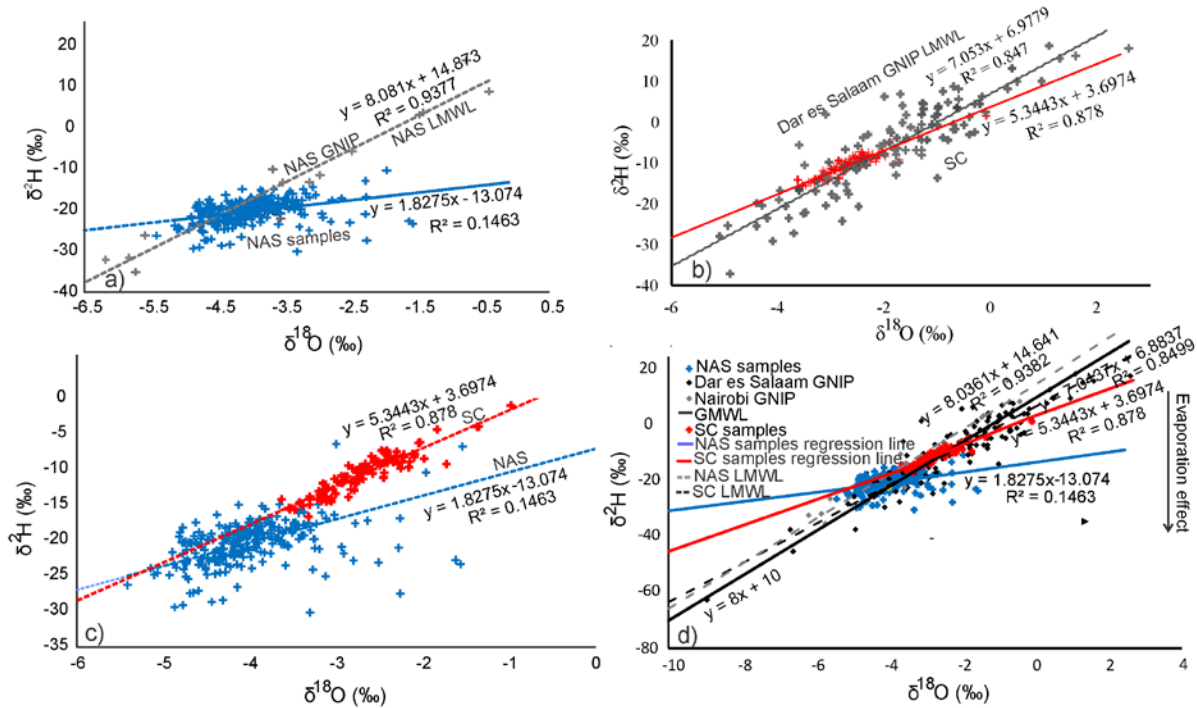 20
10
0
-10
-20
-30
-40
-6.5
-5.5
-4.5
-3.5
-2.5
-1.5
-0.5
0.5
δ²H (‰)
δ¹⁸O (‰)
y = 8.081x + 14.873
R² = 0.9377
NAS GNIP
NAS LMWL
y = 1.8275x - 13.074
R² = 0.1463
NAS samples
a)
20
10
0
-10
-20
-30
-40
-6
-4
-2
0
2
δ²H (‰)
δ¹⁸O (‰)
Dar es Salaam GNIP LMWL
y = 7.053x + 6.9779
R² = 0.847
y = 5.3443x + 3.6974
R² = 0.878
SC
b)
0
-5
-10
-15
-20
-25
-30
-35
-6
-4
-3
-2
-1
0
δ²H (‰)
δ¹⁸O (‰)
y = 5.3443x + 3.6974
R² = 0.878
SC
NAS
y = 1.8275x-13.074
R² = 0.1463
c)
20
0
-20
-40
-60
-80
-10
-8
-6
-4
-2
0
2
4
δ²H (‰)
δ¹⁸O (‰)
NAS samples
Dar es Salaam GNIP
Nairobi GNIP
GMWL
SC samples
NAS samples regression line
SC samples regression line
NAS LMWL
SC LMWL
y = 8.0361x + 14.641
R² = 0.9382
y = 7.0437x + 6.8837
R² = 0.8499
y = 5.3443x + 3.6974
R² = 0.878
y = 1.8275x-13.074
R² = 0.1463
y = 8x + 10
Evaporation effect
d)